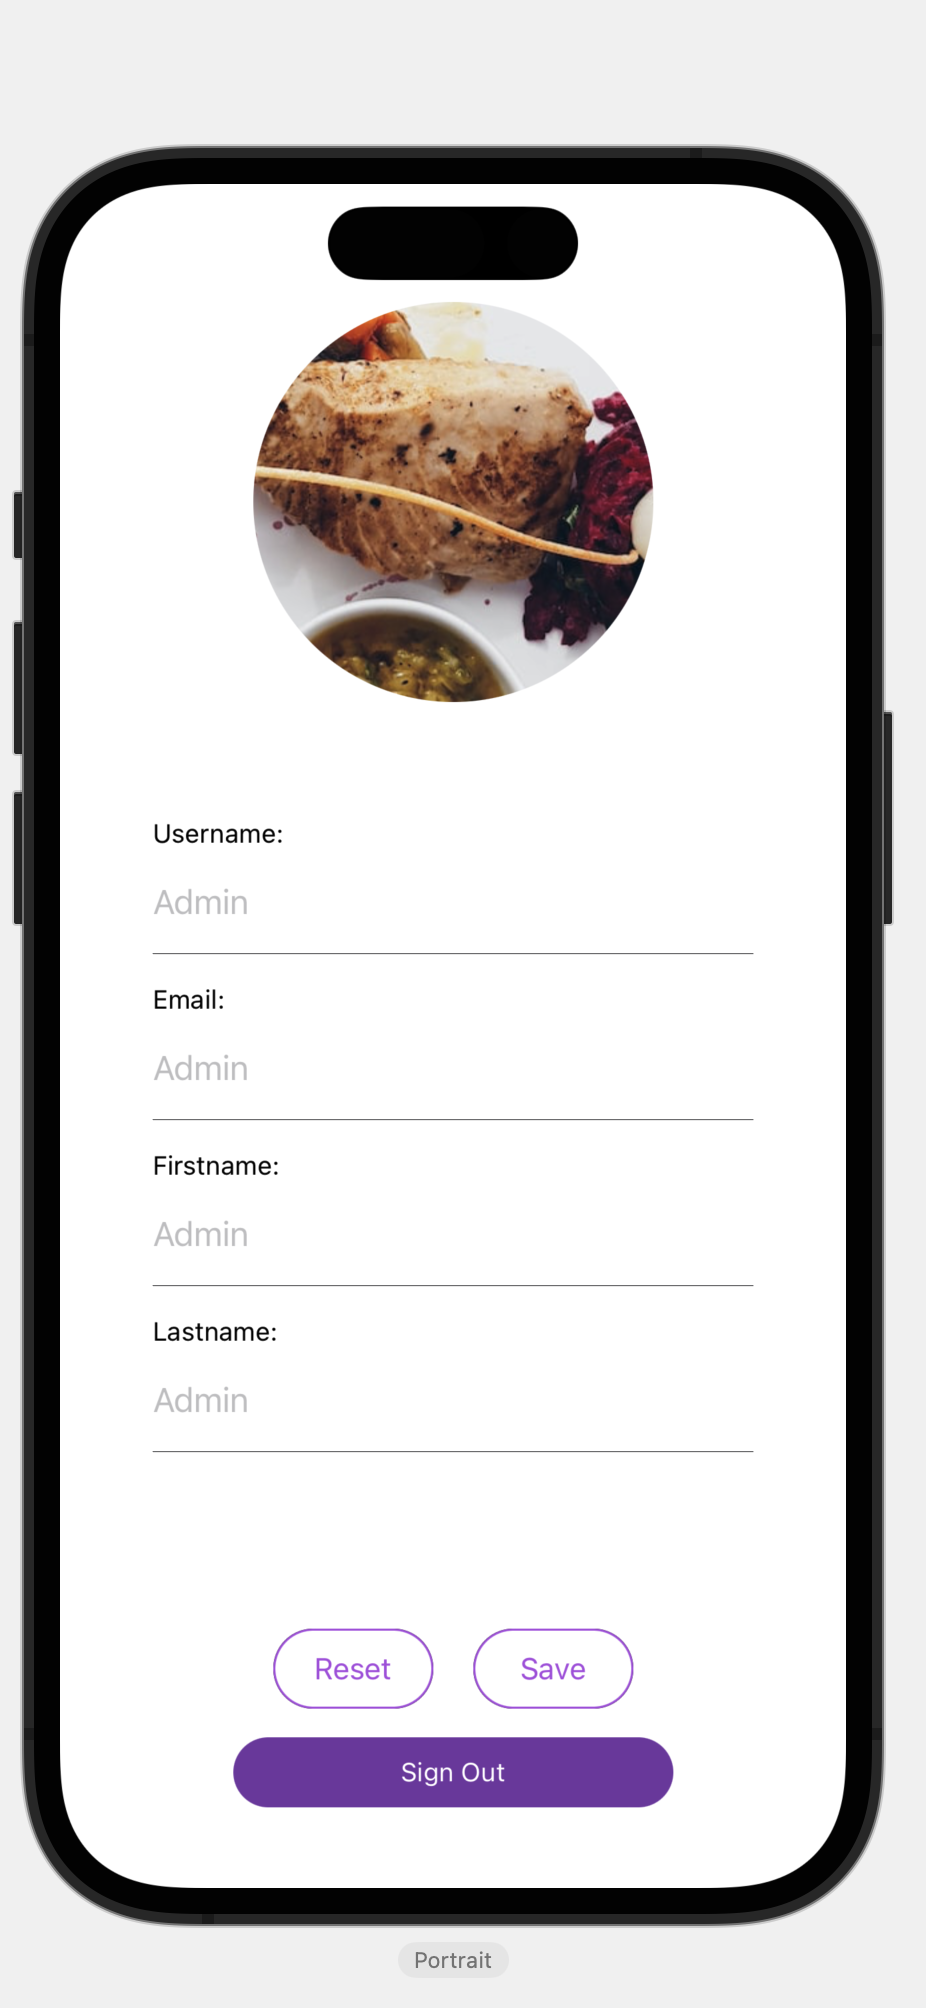 Username:
Admin
Email:
Admin
Firstname:
Admin
Lastname:
Admin
Reset Save
Sign Out
Portrait